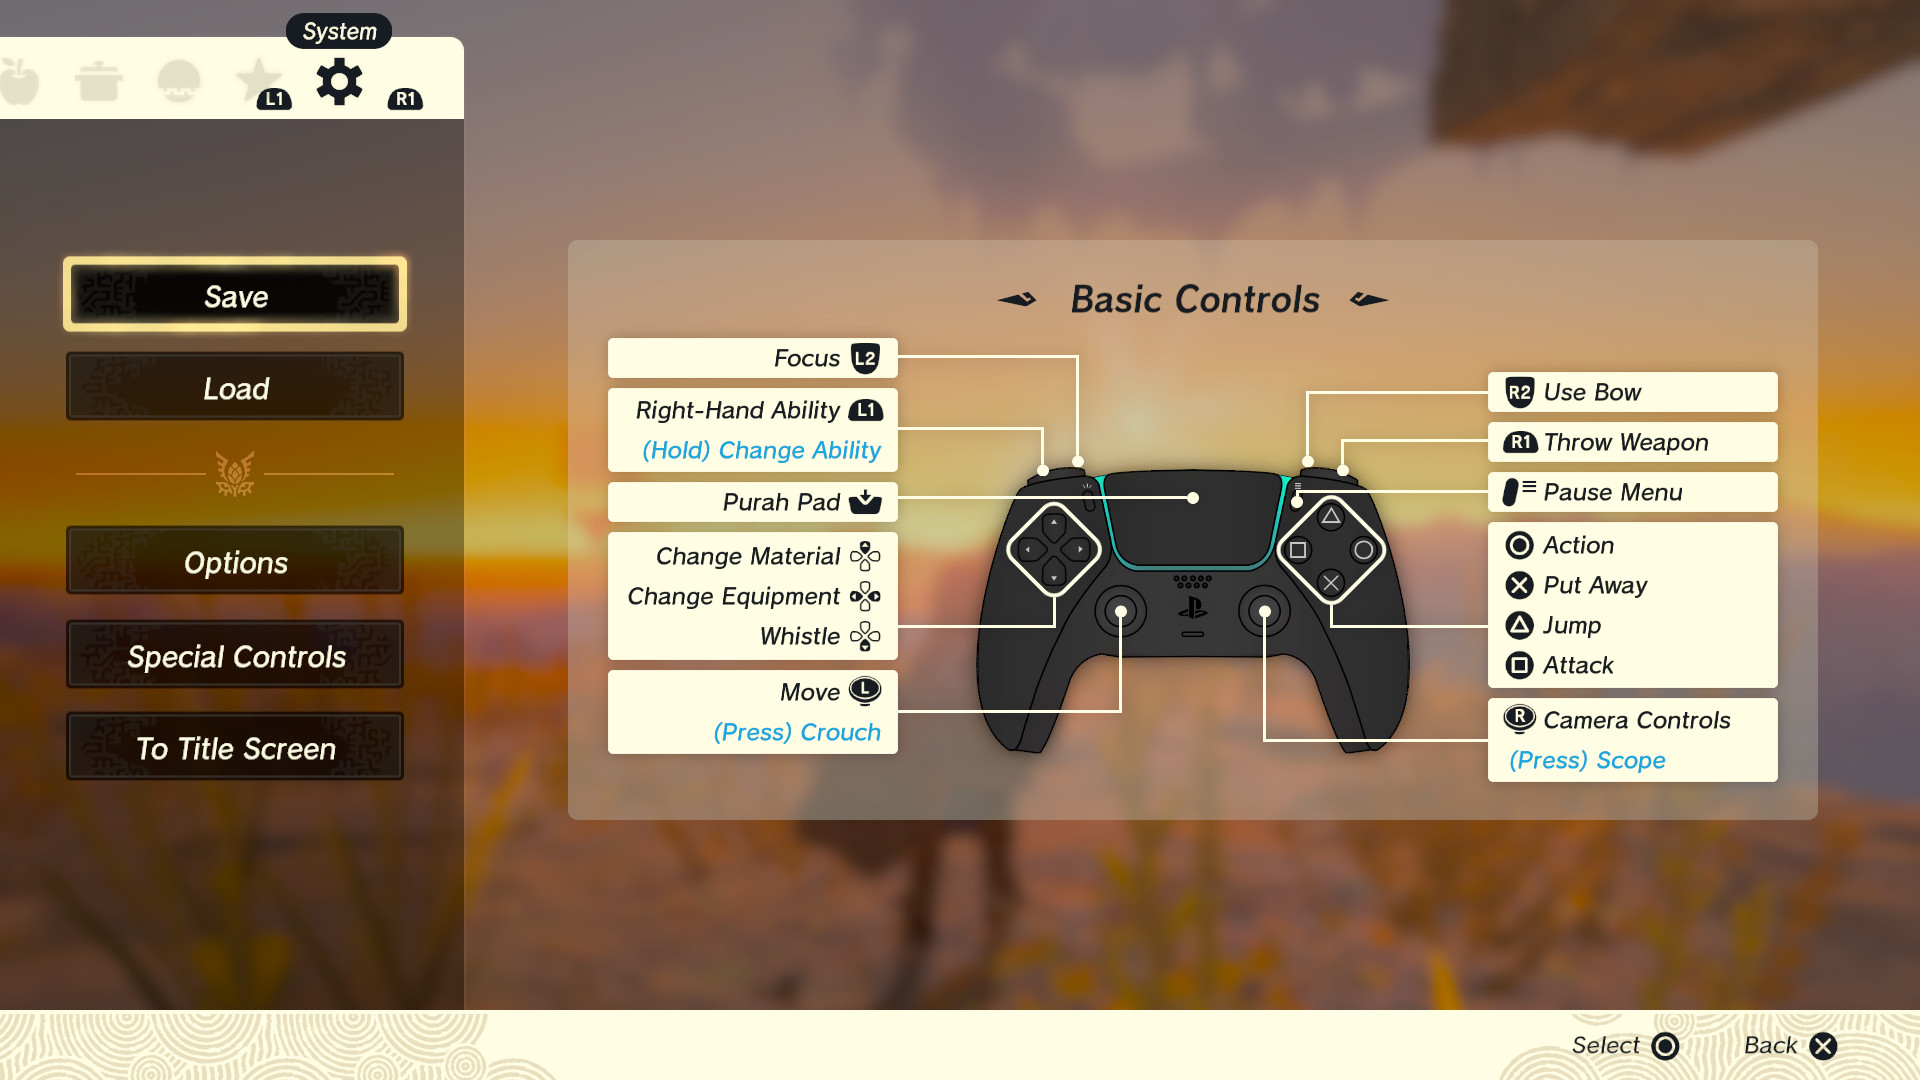 System
L1
R1
Save
Load
Options
Special Controls
To Title Screen
Basic Controls
Focus L2
Right-Hand Ability L1
(Hold) Change Ability
Purah Pad
Change Material
Change Equipment
Whistle
Move L
(Press) Crouch
R2 Use Bow
R1 Throw Weapon
Pause Menu
Action
Put Away
Jump
Attack
R Camera Controls
(Press) Scope
Select
Back